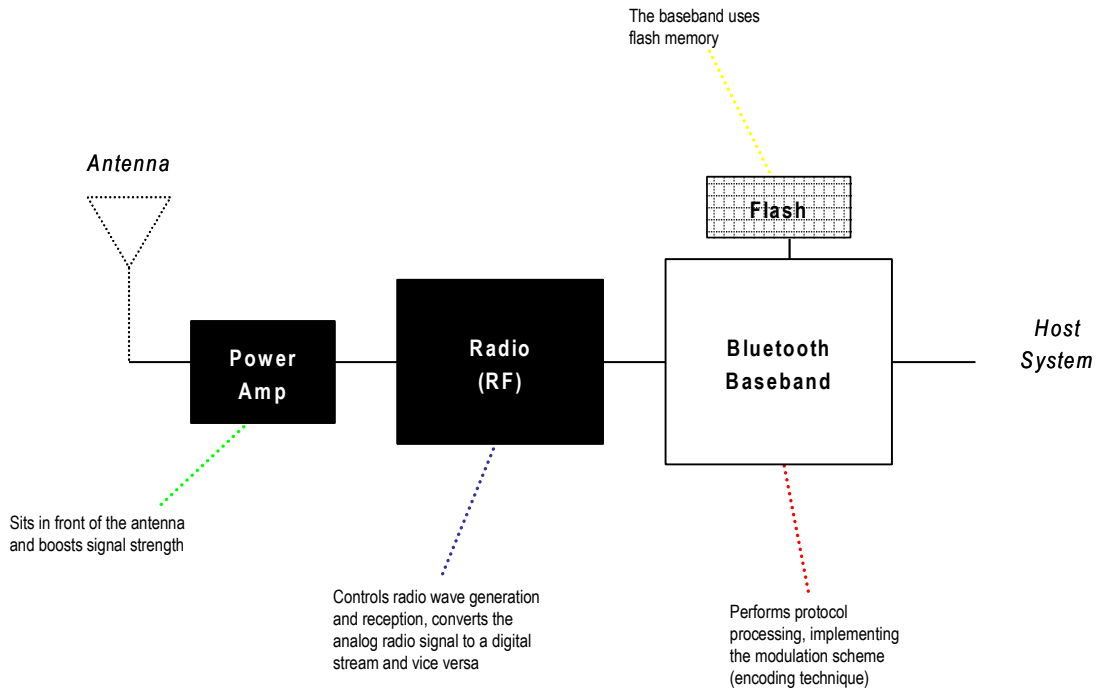 The baseband uses
flash memory
Antenna
Flash
Power
Amp
Radio
(RF)
Bluetooth
Baseband
Host
System
Sits in front of the antenna
and boosts signal strength
Controls radio wave generation
and reception, converts the
analog radio signal to a digital
stream and vice versa
Performs protocol
processing, implementing
the modulation scheme
(encoding technique)